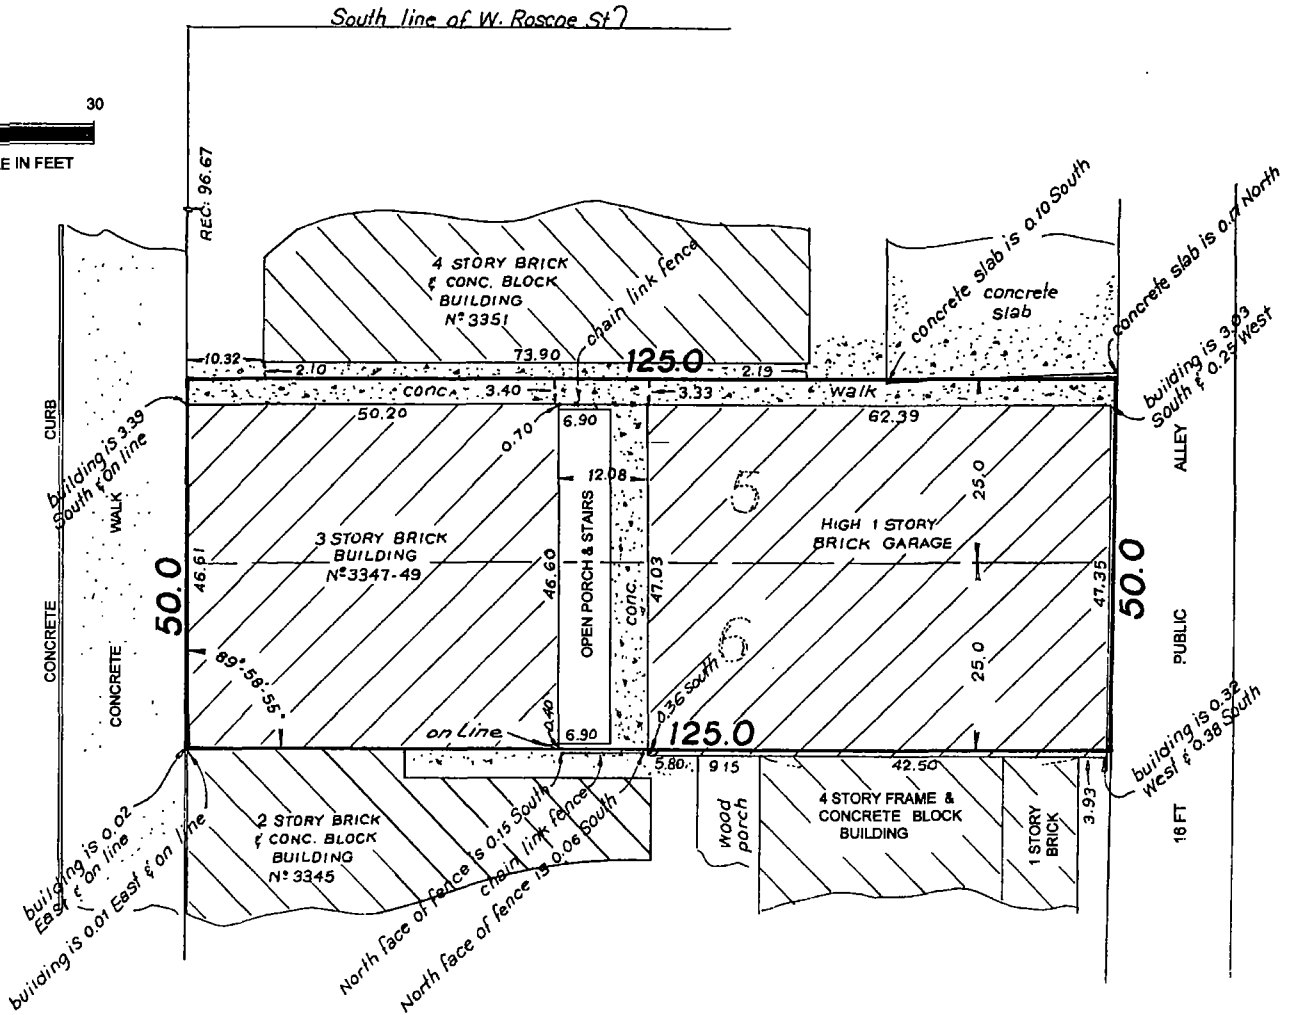 South line of W. Roscoe St
30
E IN FEET
REC: 96.67
4 STORY BRICK
& CONC. BLOCK
BUILDING
Nº 3351
chain link fence
concrete slab is 0.10 South
concrete slab is 0.17 North
concrete
slab
building is 3.03
South & 0.25 West
10.32
73.90
125.0
2.10
2.19
conc.
3.40
3.33
walk
50.20
6.90
62.39
0.70
building is 3.39
South & on line
CURB
WALK
CONCRETE
CONCRETE
ALLEY
PUBLIC
16 FT
12.08
5
25.0
3 STORY BRICK
BUILDING
Nº 3347-49
OPEN PORCH & STAIRS
HIGH 1 STORY
BRICK GARAGE
50.0
46.61
46.60
conc.
47.03
47.35
50.0
6
25.0
89°-58'-55"
0.36 South
on Line
0.40
6.90
125.0
5.80
9.15
42.50
3.93
building is 0.32
West & 0.38 South
2 STORY BRICK
& CONC. BLOCK
BUILDING
Nº 3345
wood
porch
4 STORY FRAME &
CONCRETE BLOCK
BUILDING
1 STORY
BRICK
building is 0.02
East & on line
building is 0.01 East & on line
North face of fence is 0.15 South
chain link fence
North face of fence is 0.06 South